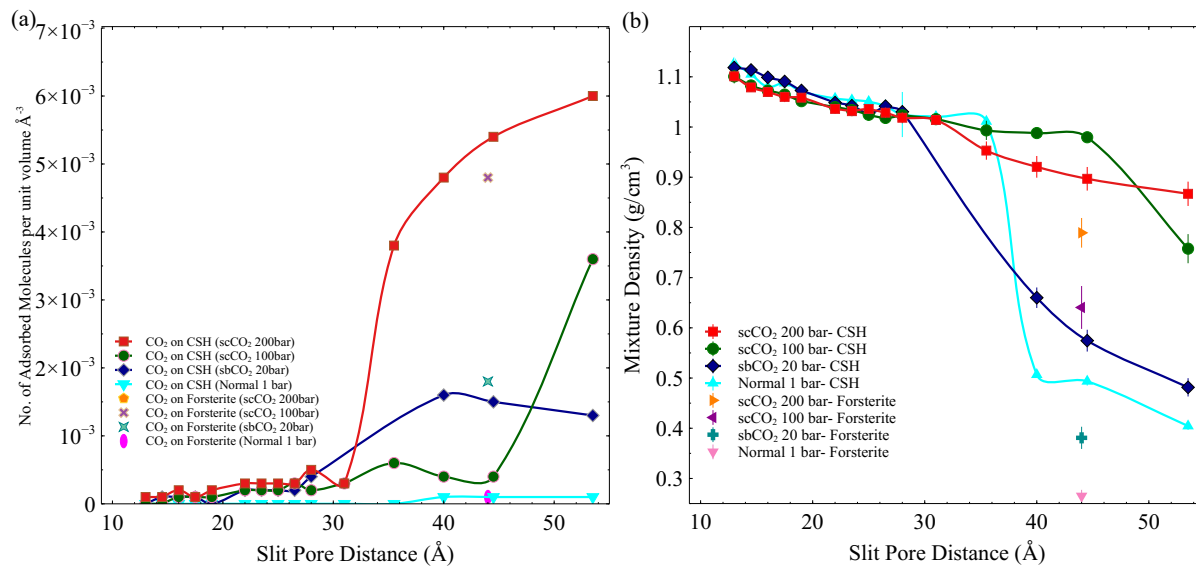 (a)
7×10⁻³
6×10⁻³
5×10⁻³
4×10⁻³
3×10⁻³
2×10⁻³
10⁻³
0
No. of Adsorbed Molecules per unit volume Å⁻³
CO₂ on CSH (scCO₂ 200bar)
CO₂ on CSH (scCO₂ 100bar)
CO₂ on CSH (sbCO₂ 20bar)
CO₂ on CSH (Normal 1 bar)
CO₂ on Forsterite (scCO₂ 200bar)
CO₂ on Forsterite (scCO₂ 100bar)
CO₂ on Forsterite (sbCO₂ 20bar)
CO₂ on Forsterite (Normal 1 bar)
10 20 30 40 50
Slit Pore Distance (Å)
(b)
1.1
1
0.9
0.8
0.7
0.6
0.5
0.4
0.3
Mixture Density (g/cm³)
scCO₂ 200 bar- CSH
scCO₂ 100 bar- CSH
sbCO₂ 20 bar- CSH
Normal 1 bar- CSH
scCO₂ 200 bar- Forsterite
scCO₂ 100 bar- Forsterite
sbCO₂ 20 bar- Forsterite
Normal 1 bar- Forsterite
10 20 30 40 50
Slit Pore Distance (Å)